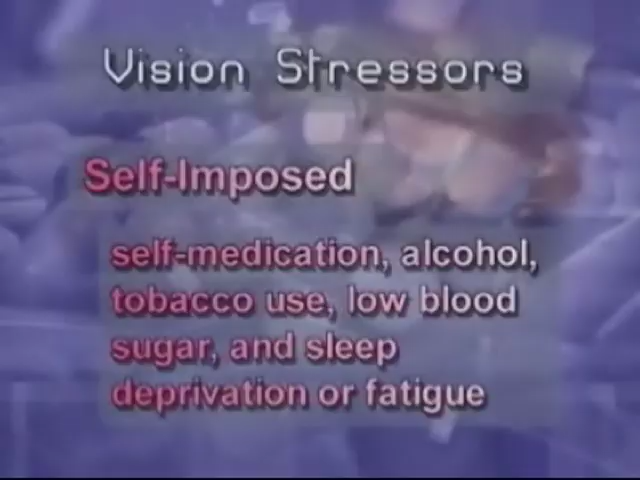 Vision Stressors
Self-Imposed
self-medication, alcohol,
tobacco use, low blood
sugar, and sleep
deprivation or fatigue